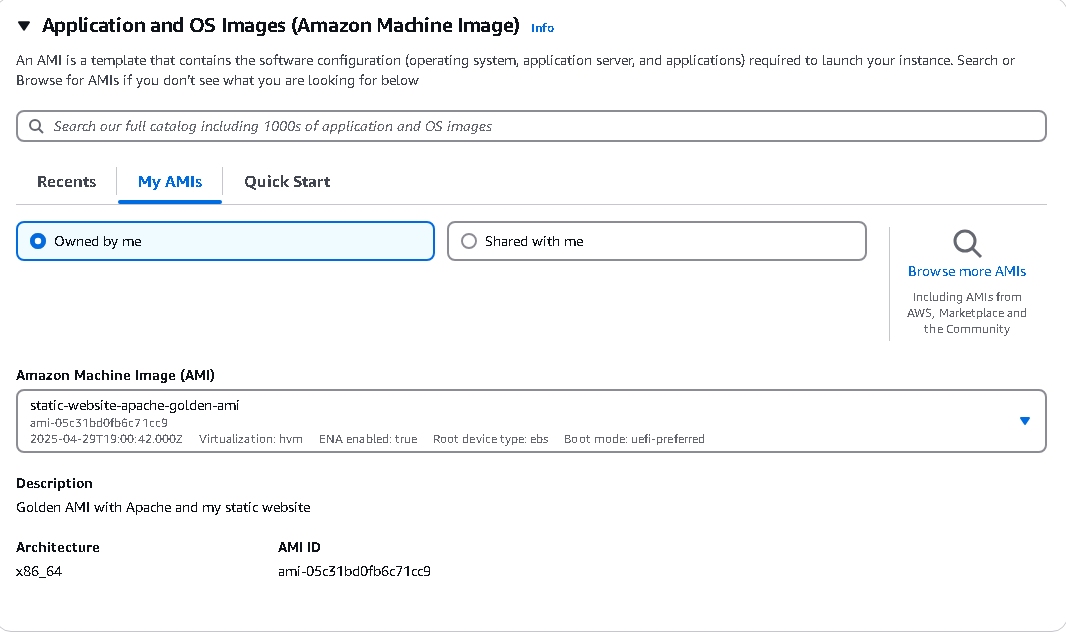 Application and OS Images (Amazon Machine Image) Info
An AMI is a template that contains the software configuration (operating system, application server, and applications) required to launch your instance. Search or
Browse for AMIs if you don't see what you are looking for below
Search our full catalog including 1000s of application and OS images
Recents My AMIs Quick Start
Owned by me
Shared with me
Browse more AMIs
Including AMIs from
AWS, Marketplace and
the Community
Amazon Machine Image (AMI)
static-website-apache-golden-ami
ami-05c31bd0fb6c71cc9
2025-04-29T19:00:42.000Z Virtualization: hvm ENA enabled: true Root device type: ebs Boot mode: uefi-preferred
Description
Golden AMI with Apache and my static website
Architecture AMI ID
x86_64 ami-05c31bd0fb6c71cc9